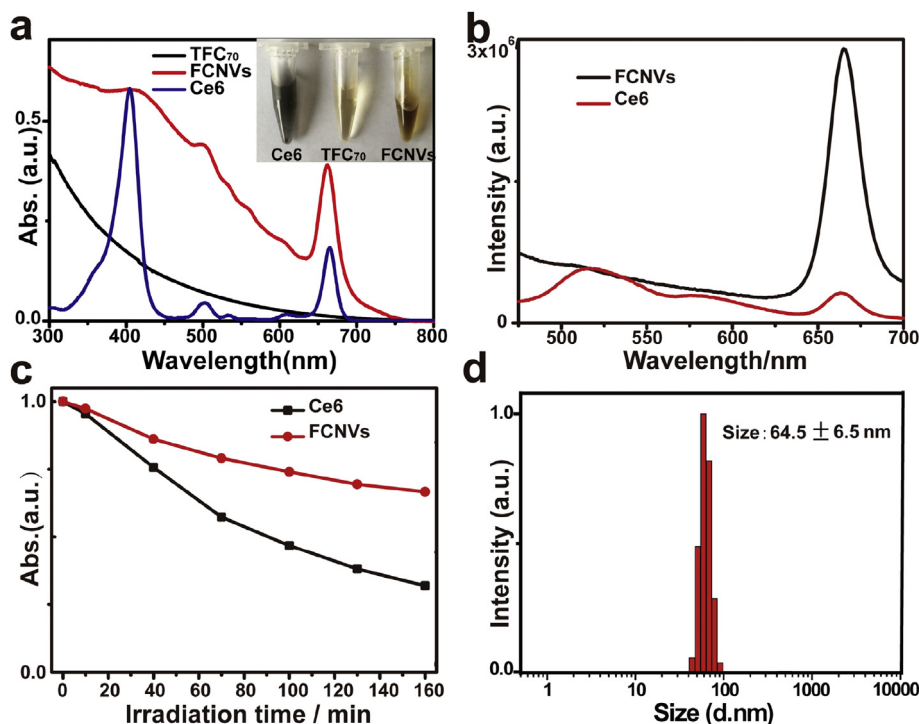 a
Abs. (a.u.)
0.5
0.0
TFC₇₀
FCNVs
Ce6
Ce6 TFC₇₀ FCNVs
300 400 500 600 700 800
Wavelength(nm)
b
Intensity (a.u.)
3x10⁶
0
FCNVs
Ce6
500 550 600 650 700
Wavelength/nm
c
Abs.(a.u.)
1.0
0.0
Ce6
FCNVs
0 20 40 60 80 100 120 140 160
Irradiation time / min
d
Intensity (a.u.)
1.0
0.0
Size : 64.5 ± 6.5 nm
1 10 100 1000 10000
Size (d.nm)